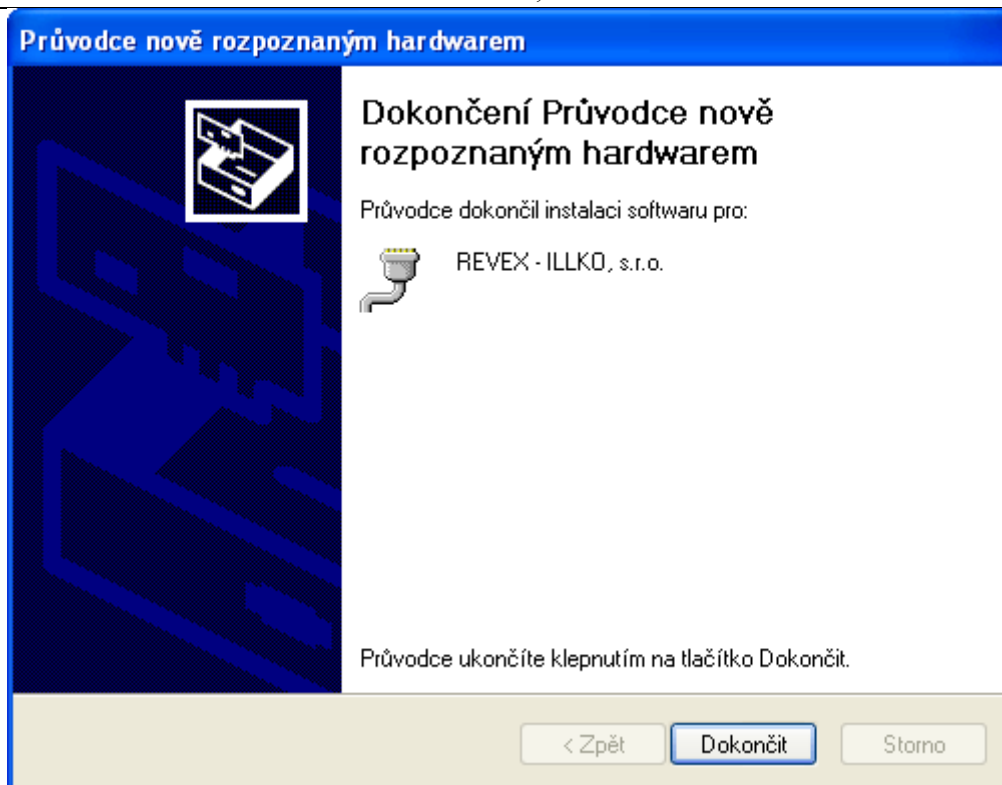 Průvodce nově rozpoznaným hardwarem
Dokončení Průvodce nově
rozpoznaným hardwarem
Průvodce dokončil instalaci softwaru pro:
REVEX - ILLKO, s.r.o.
Průvodce ukončíte klepnutím na tlačítko Dokončit.
< Zpět Dokončit Storno